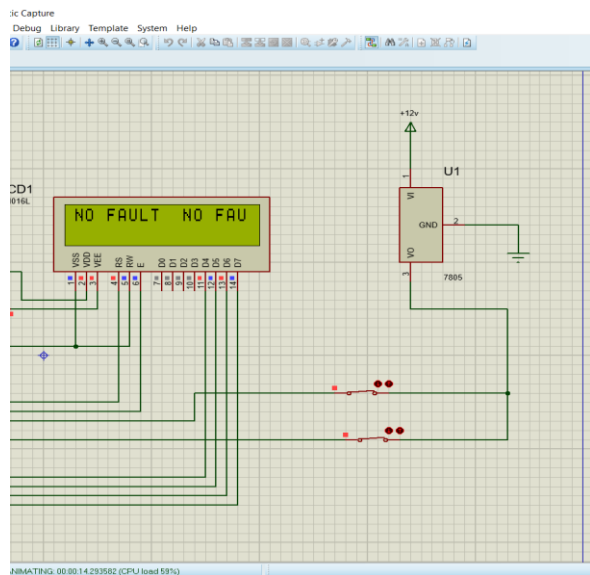 ic Capture
Debug Library Template System Help
+12v
U1
1
VI
GND
2
VO
3
7805
CD1
016L
NO FAULT NO FAU
VSS
VDD
VEE
RS
RW
E
D0
D1
D2
D3
D4
D5
D6
D7
1
2
3
4
5
6
7
8
9
10
11
12
13
14
ANIMATING: 00:00:14.293582 (CPU load 59%)